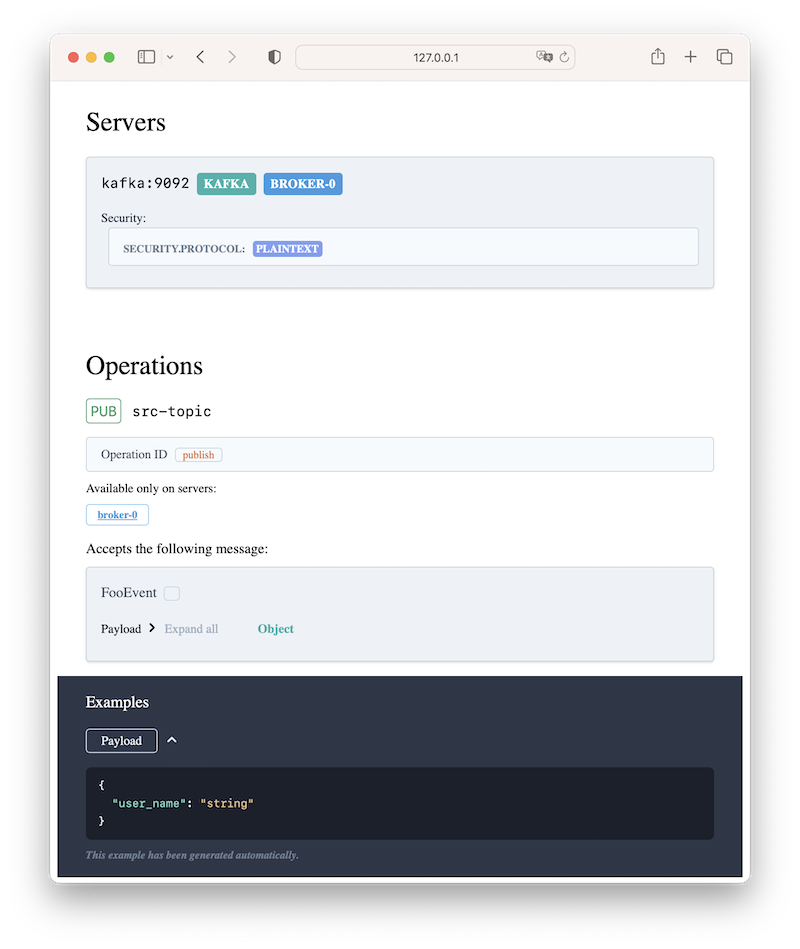 127.0.0.1
Servers
kafka:9092 KAFKA BROKER-0
Security:
SECURITY.PROTOCOL: PLAINTEXT
Operations
PUB src-topic
Operation ID publish
Available only on servers:
broker-0
Accepts the following message:
FooEvent
Payload Expand all Object
Examples
Payload
{
"user_name": "string"
}
This example has been generated automatically.